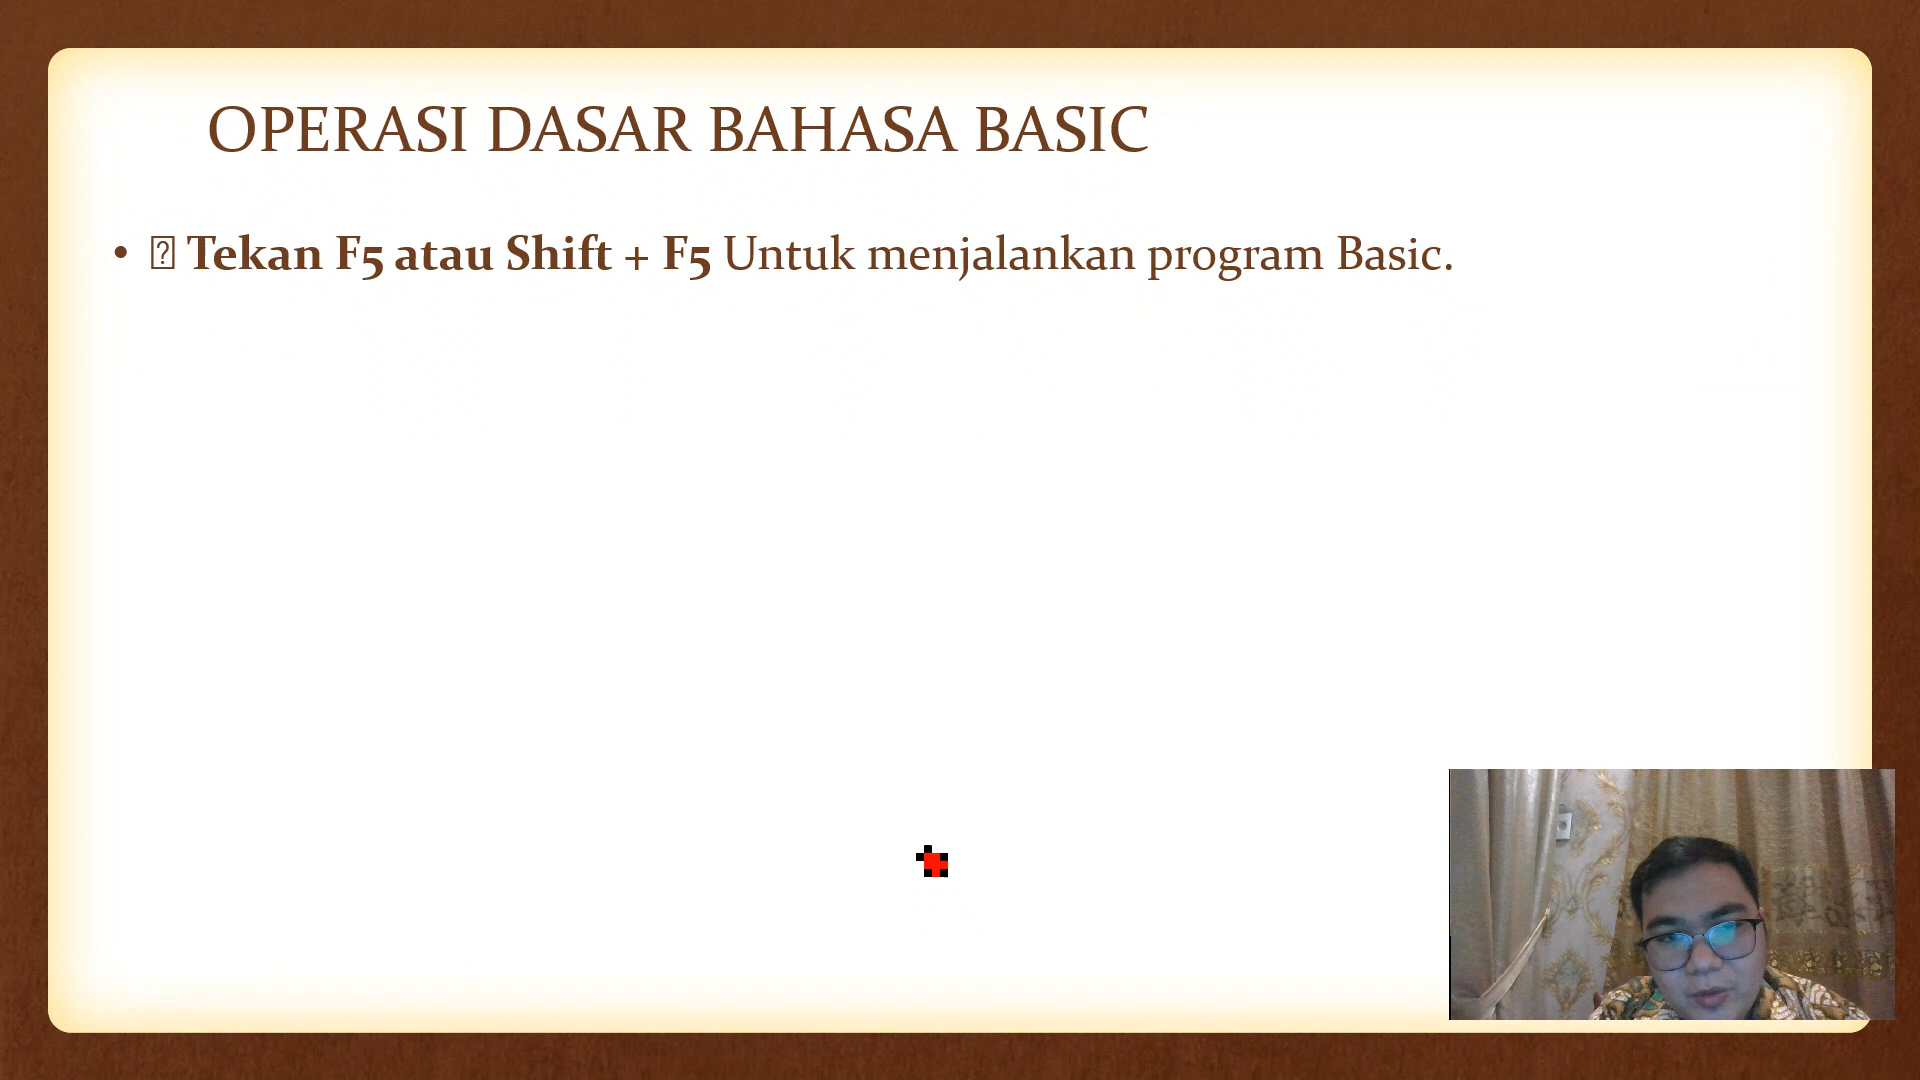 OPERASI DASAR BAHASA BASIC
• Tekan F5 atau Shift + F5 Untuk menjalankan program Basic.